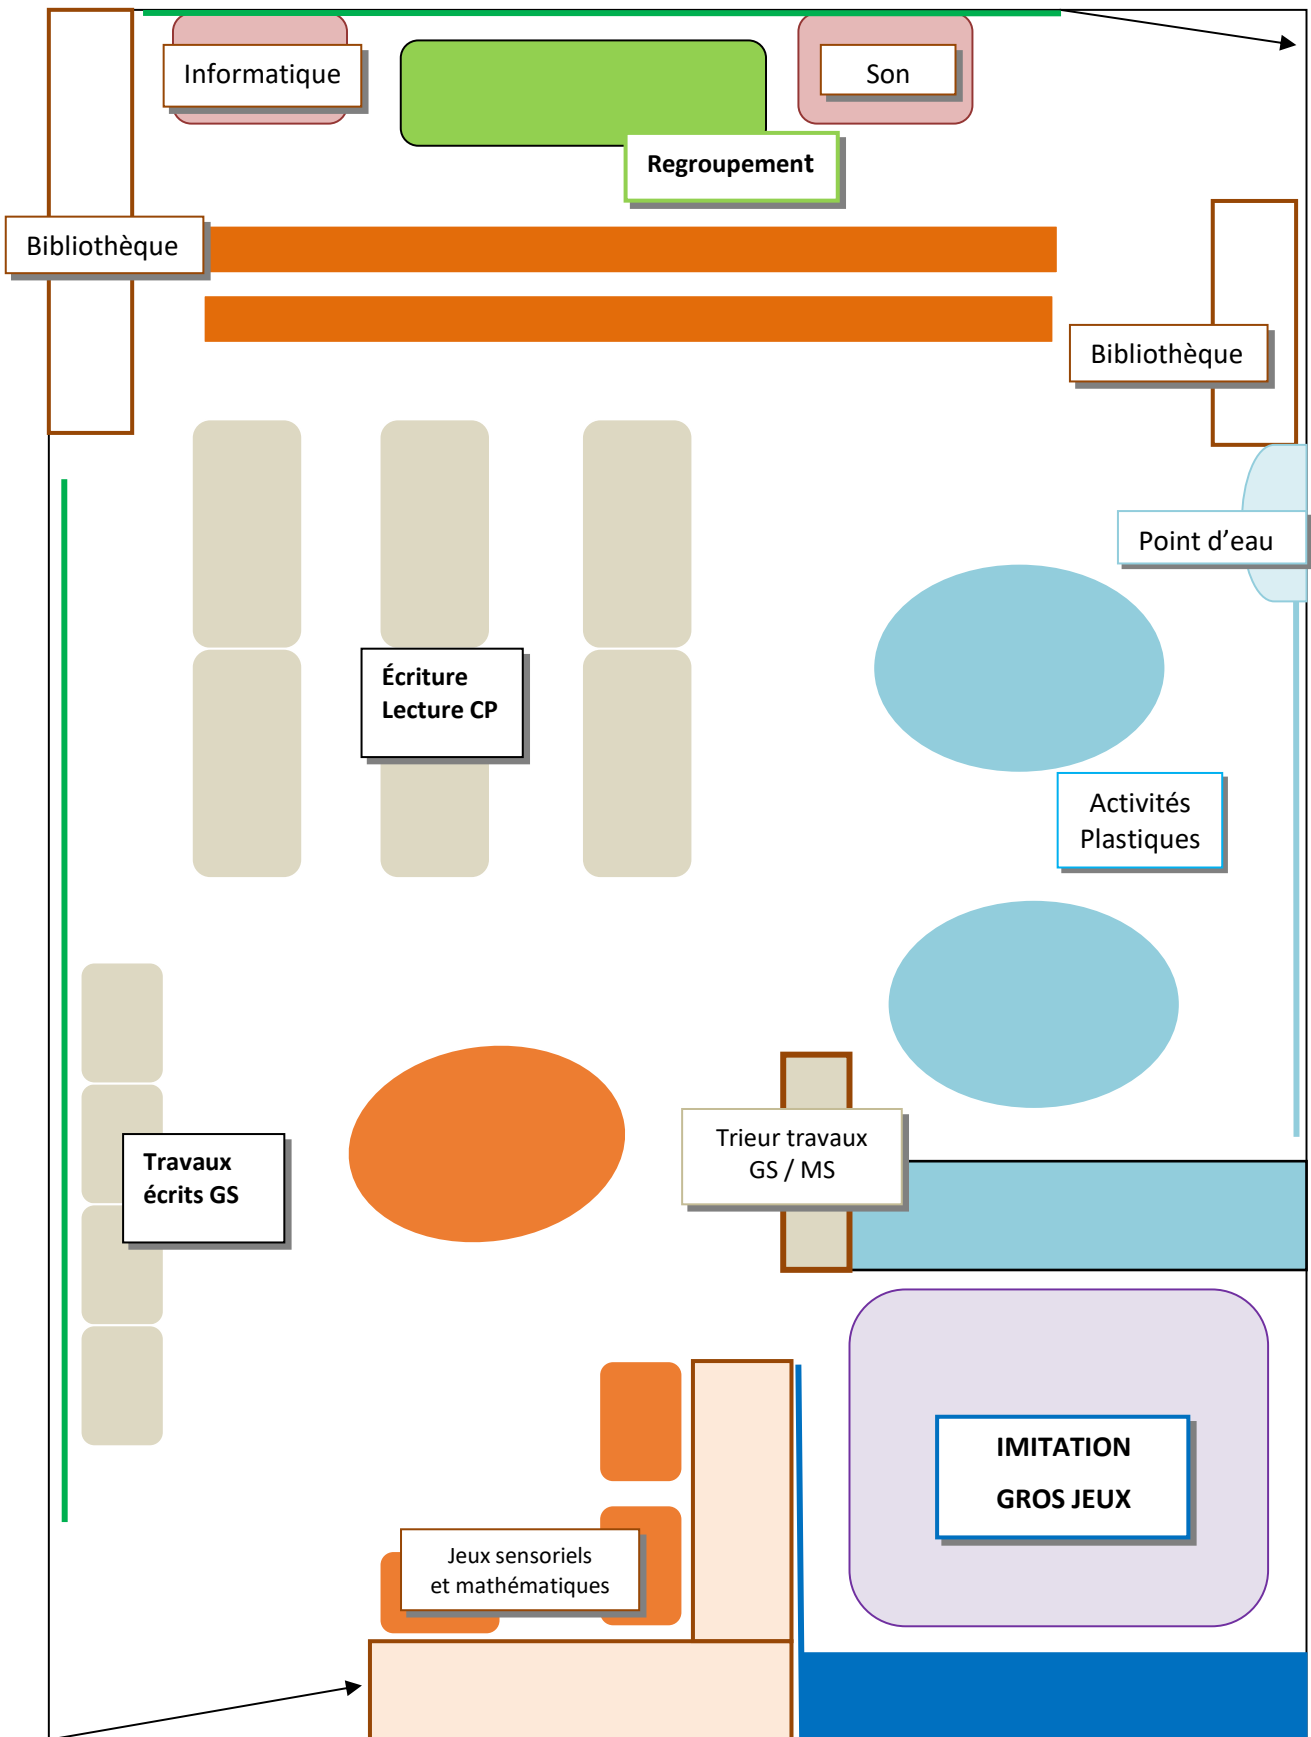 Informatique
Son
Regroupement
Bibliothèque
Bibliothèque
Point d’eau
Écriture
Lecture CP
Activités
Plastiques
Trieur travaux
GS / MS
Travaux
écrits GS
IMITATION
GROS JEUX
Jeux sensoriels
et mathématiques